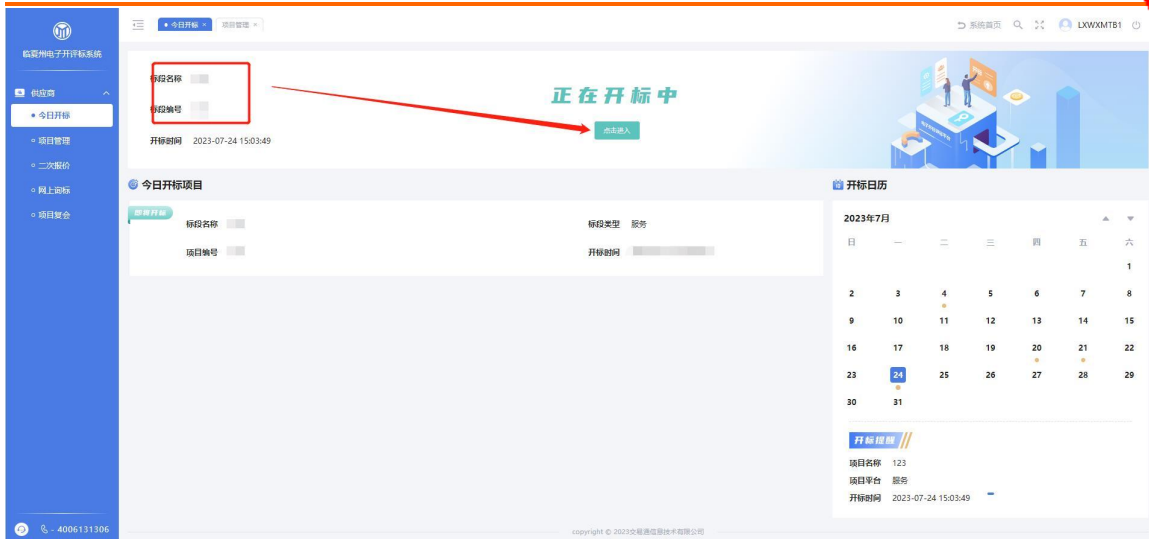 临夏州电子开评标系统
今日开标 ×
项目管理 ×
系统首页
LXWXMTB1
供应商
今日开标
项目管理
二次报价
网上询标
项目复会
标段名称
标段编号
开标时间 2023-07-24 15:03:49
正在开标中
点击进入
今日开标项目
即将开标
标段名称
标段类型 服务
项目编号
开标时间
开标日历
2023年7月
日 一 二 三 四 五 六
1
2 3 4 5 6 7 8
9 10 11 12 13 14 15
16 17 18 19 20 21 22
23 24 25 26 27 28 29
30 31
开标提醒
项目名称 123
项目平台 服务
开标时间 2023-07-24 15:03:49
- 4006131306
copyright © 2023交易通信息技术有限公司